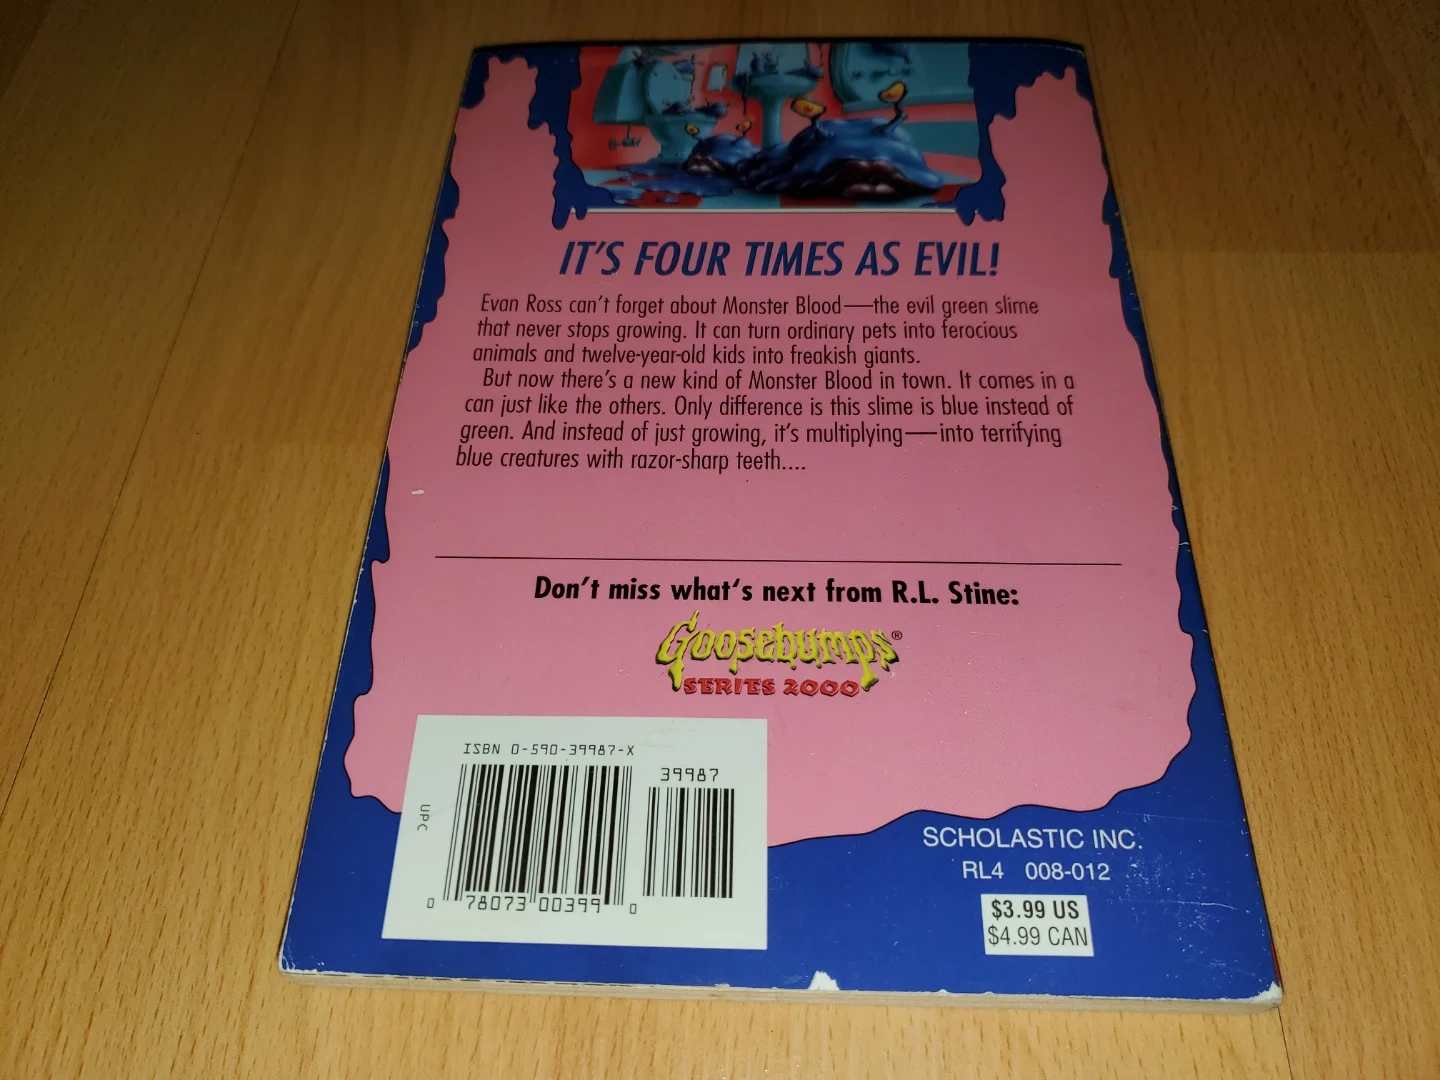 IT'S FOUR TIMES AS EVIL!
Evan Ross can't forget about Monster Blood—the evil green slime
that never stops growing. It can turn ordinary pets into ferocious
animals and twelve-year-old kids into freakish giants.
But now there's a new kind of Monster Blood in town. It comes in a
can just like the others. Only difference is this slime is blue instead of
green. And instead of just growing, it's multiplying—into terrifying
blue creatures with razor-sharp teeth....
Don't miss what's next from R.L. Stine:
Goosebumps®
SERIES 2000
ISBN 0-590-39987-X
39987
UPC
0 78073 00399 0
SCHOLASTIC INC.
RL4 008-012
$3.99 US
$4.99 CAN